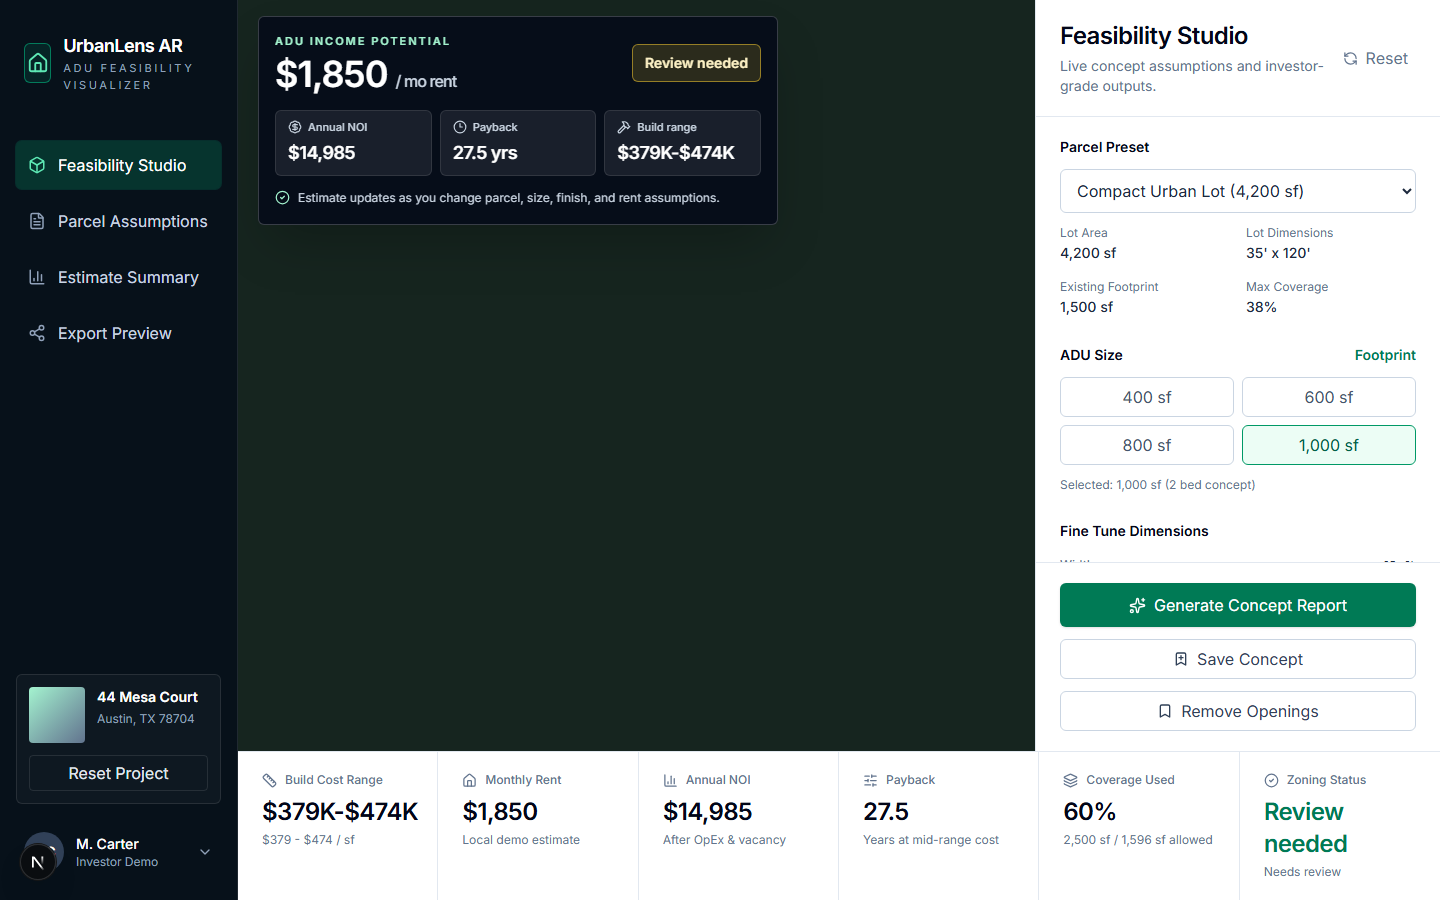 UrbanLens AR
ADU FEASIBILITY
VISUALIZER
Feasibility Studio
Parcel Assumptions
Estimate Summary
Export Preview
44 Mesa Court
Austin, TX 78704
Reset Project
M. Carter
Investor Demo
N
ADU INCOME POTENTIAL
$1,850 / mo rent
Review needed
Annual NOI
$14,985
Payback
27.5 yrs
Build range
$379K-$474K
Estimate updates as you change parcel, size, finish, and rent assumptions.
Feasibility Studio
Live concept assumptions and investor-
grade outputs.
Reset
Parcel Preset
Compact Urban Lot (4,200 sf)
Lot Area
Lot Dimensions
4,200 sf
35' x 120'
Existing Footprint
Max Coverage
1,500 sf
38%
ADU Size
Footprint
400 sf
600 sf
800 sf
1,000 sf
Selected: 1,000 sf (2 bed concept)
Fine Tune Dimensions
Generate Concept Report
Save Concept
Remove Openings
Build Cost Range
$379K-$474K
$379 - $474 / sf
Monthly Rent
$1,850
Local demo estimate
Annual NOI
$14,985
After OpEx & vacancy
Payback
27.5
Years at mid-range cost
Coverage Used
60%
2,500 sf / 1,596 sf allowed
Zoning Status
Review
needed
Needs review